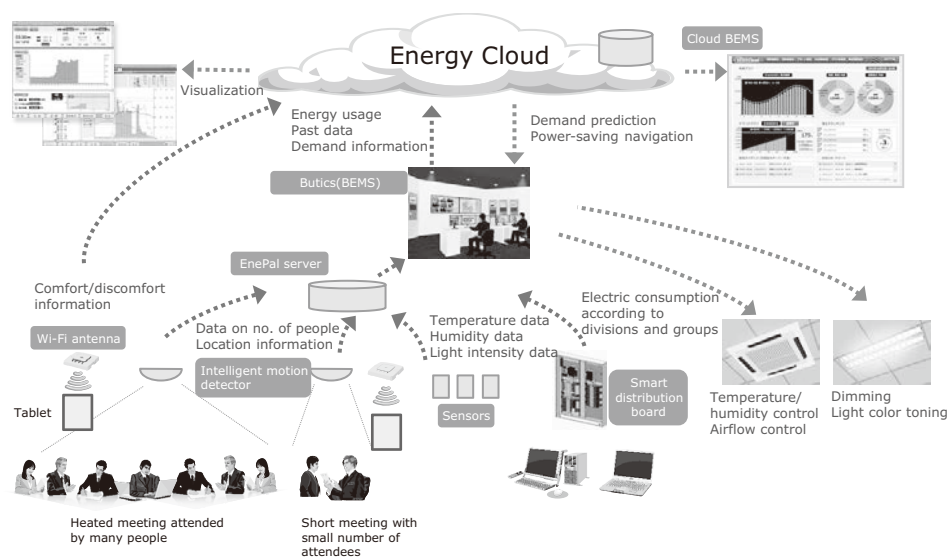 Energy Cloud
Cloud BEMS
Visualization
Energy usage
Past data
Demand information
Demand prediction
Power-saving navigation
Butics(BEMS)
EnePal server
Comfort/discomfort
information
Wi-Fi antenna
Data on no. of people
Location information
Intelligent motion
detector
Tablet
Temperature data
Humidity data
Light intensity data
Sensors
Electric consumption
according to
divisions and groups
Smart
distribution
board
Temperature/
humidity control
Airflow control
Dimming
Light color toning
Heated meeting attended
by many people
Short meeting with
small number of
attendees